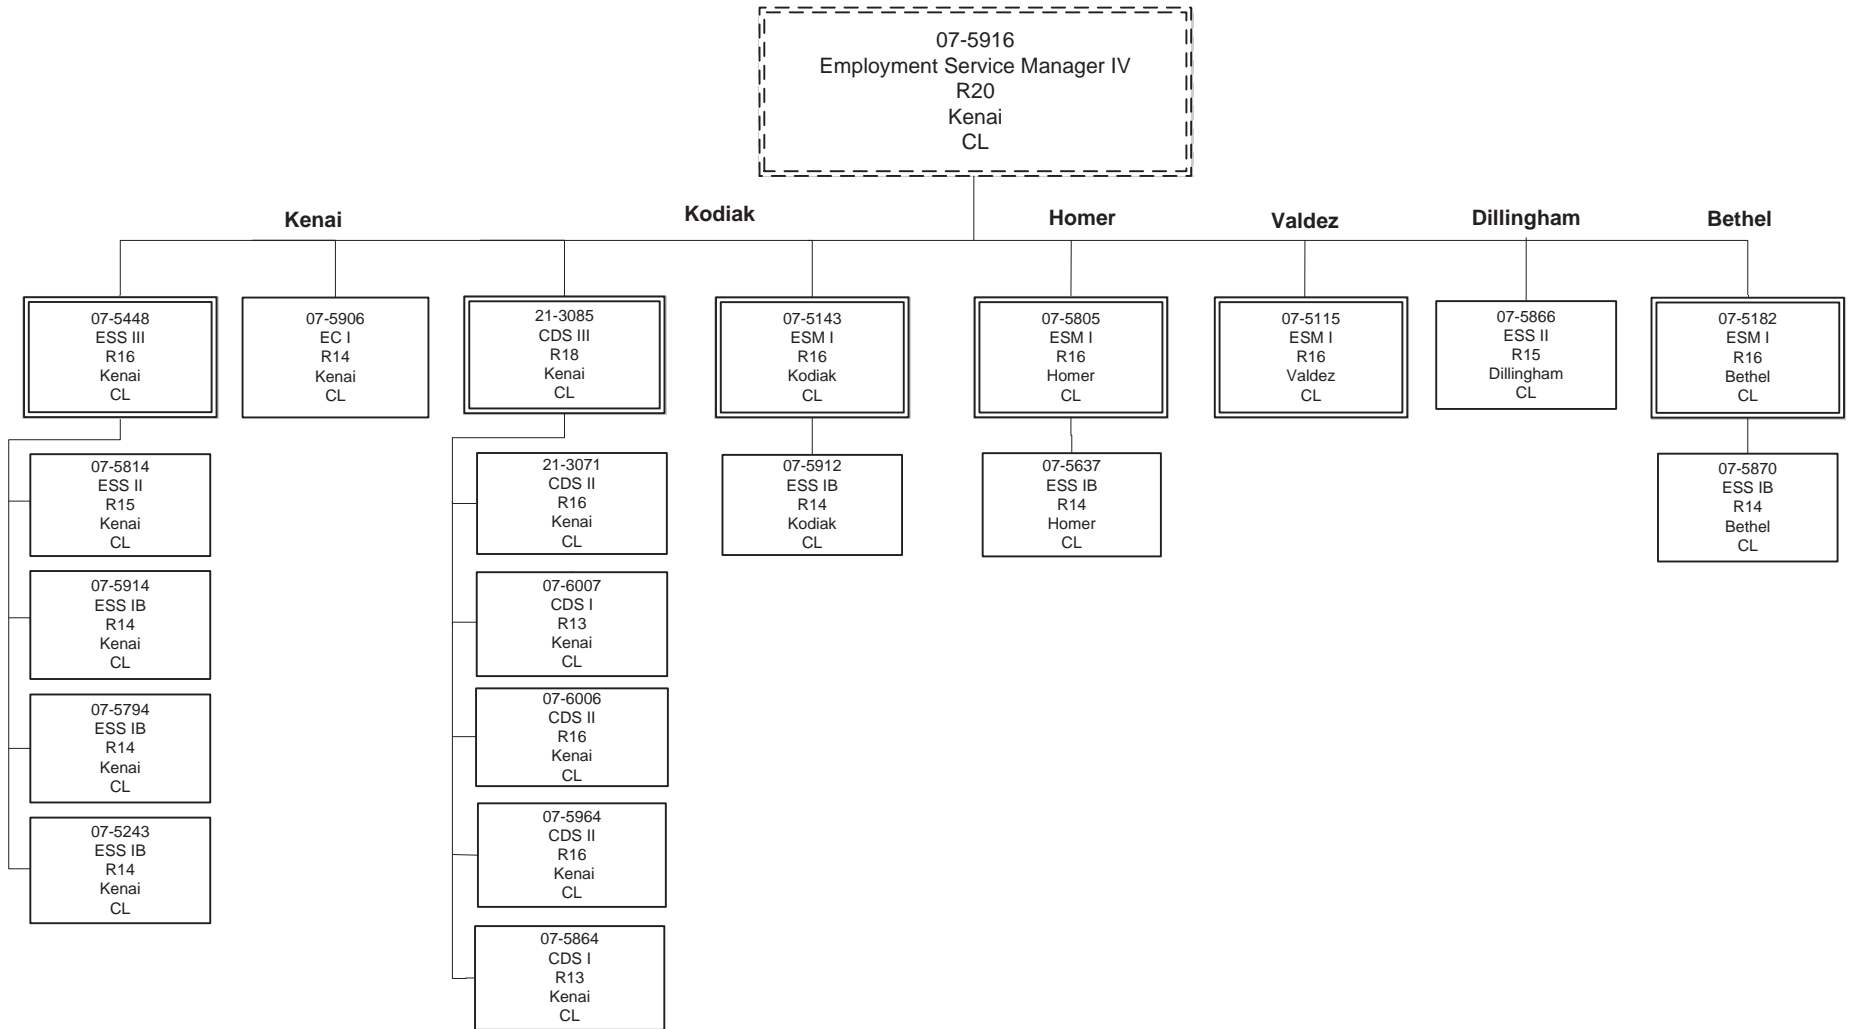 07-5916
Employment Service Manager IV
R20
Kenai
CL
Kenai
Kodiak
Homer
Valdez
Dillingham
Bethel
07-5448
ESS III
R16
Kenai
CL
07-5906
EC I
R14
Kenai
CL
21-3085
CDS III
R18
Kenai
CL
07-5143
ESM I
R16
Kodiak
CL
07-5805
ESM I
R16
Homer
CL
07-5115
ESM I
R16
Valdez
CL
07-5866
ESS II
R15
Dillingham
CL
07-5182
ESM I
R16
Bethel
CL
07-5814
ESS II
R15
Kenai
CL
07-5914
ESS IB
R14
Kenai
CL
07-5794
ESS IB
R14
Kenai
CL
07-5243
ESS IB
R14
Kenai
CL
21-3071
CDS II
R16
Kenai
CL
07-6007
CDS I
R13
Kenai
CL
07-6006
CDS II
R16
Kenai
CL
07-5964
CDS II
R16
Kenai
CL
07-5864
CDS I
R13
Kenai
CL
07-5912
ESS IB
R14
Kodiak
CL
07-5637
ESS IB
R14
Homer
CL
07-5870
ESS IB
R14
Bethel
CL